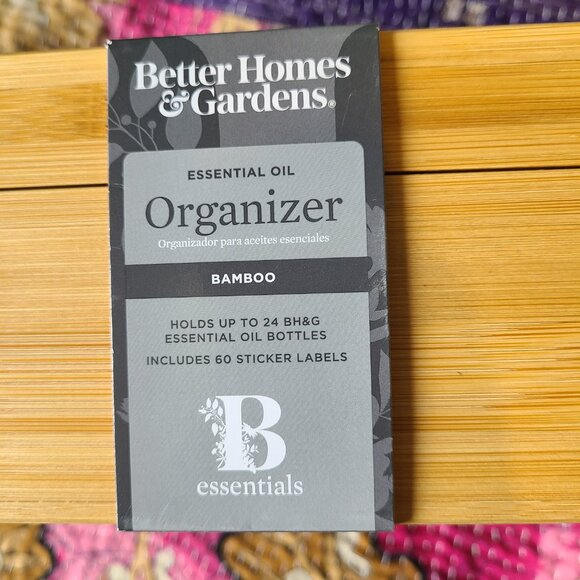 Better Homes
& Gardens®
ESSENTIAL OIL
Organizer
Organizador para aceites esenciales
BAMBOO
HOLDS UP TO 24 BH&G
ESSENTIAL OIL BOTTLES
INCLUDES 60 STICKER LABELS
B
essentials